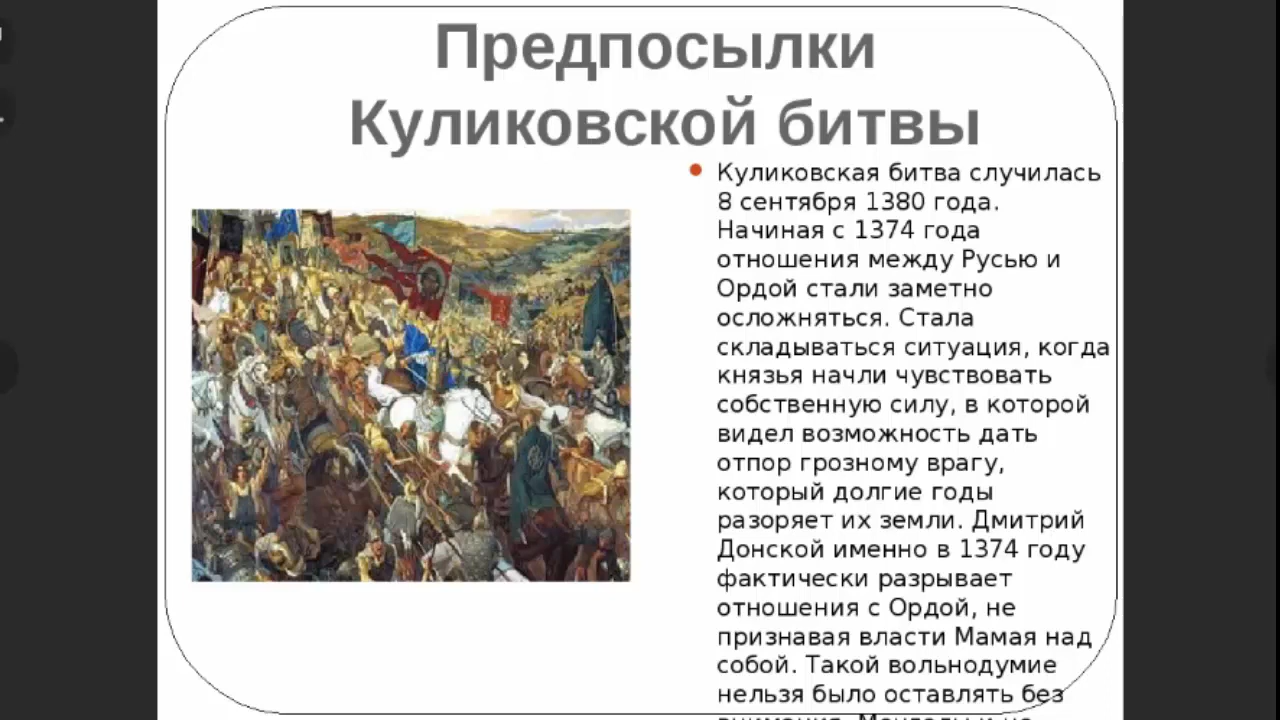 Предпосылки
Куликовской битвы
Куликовская битва случилась
8 сентября 1380 года.
Начиная с 1374 года
отношения между Русью и
Ордой стали заметно
осложняться. Стала
складываться ситуация, когда
князья начли чувствовать
собственную силу, в которой
видел возможность дать
отпор грозному врагу,
который долгие годы
разоряет их земли. Дмитрий
Донской именно в 1374 году
фактически разрывает
отношения с Ордой, не
признавая власти Мамая над
собой. Такой вольнодумие
нельзя было оставлять без